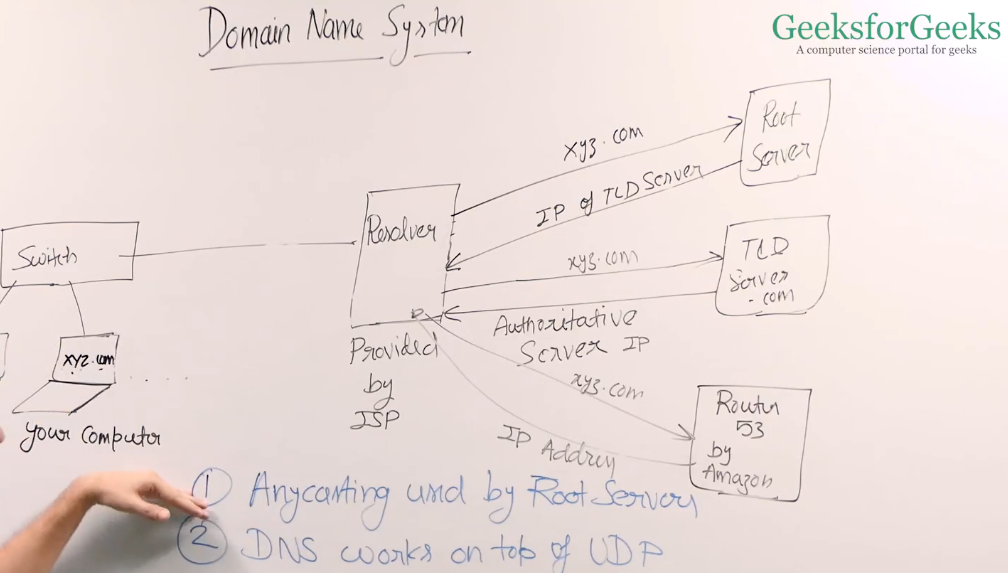 Domain Name System
GeeksforGeeks
A computer science portal for geeks
Root
Server
xyz.com
IP of TLD Server
Resolver
Switch
xyz.com
TLD
Server
.com
Authoritative
Server IP
Provided
by
ISP
xyz.com
xyz.com
Your Computer
Router
53
by
Amazon
IP Address
1 Anycasting used by Root Servers
2 DNS works on top of UDP